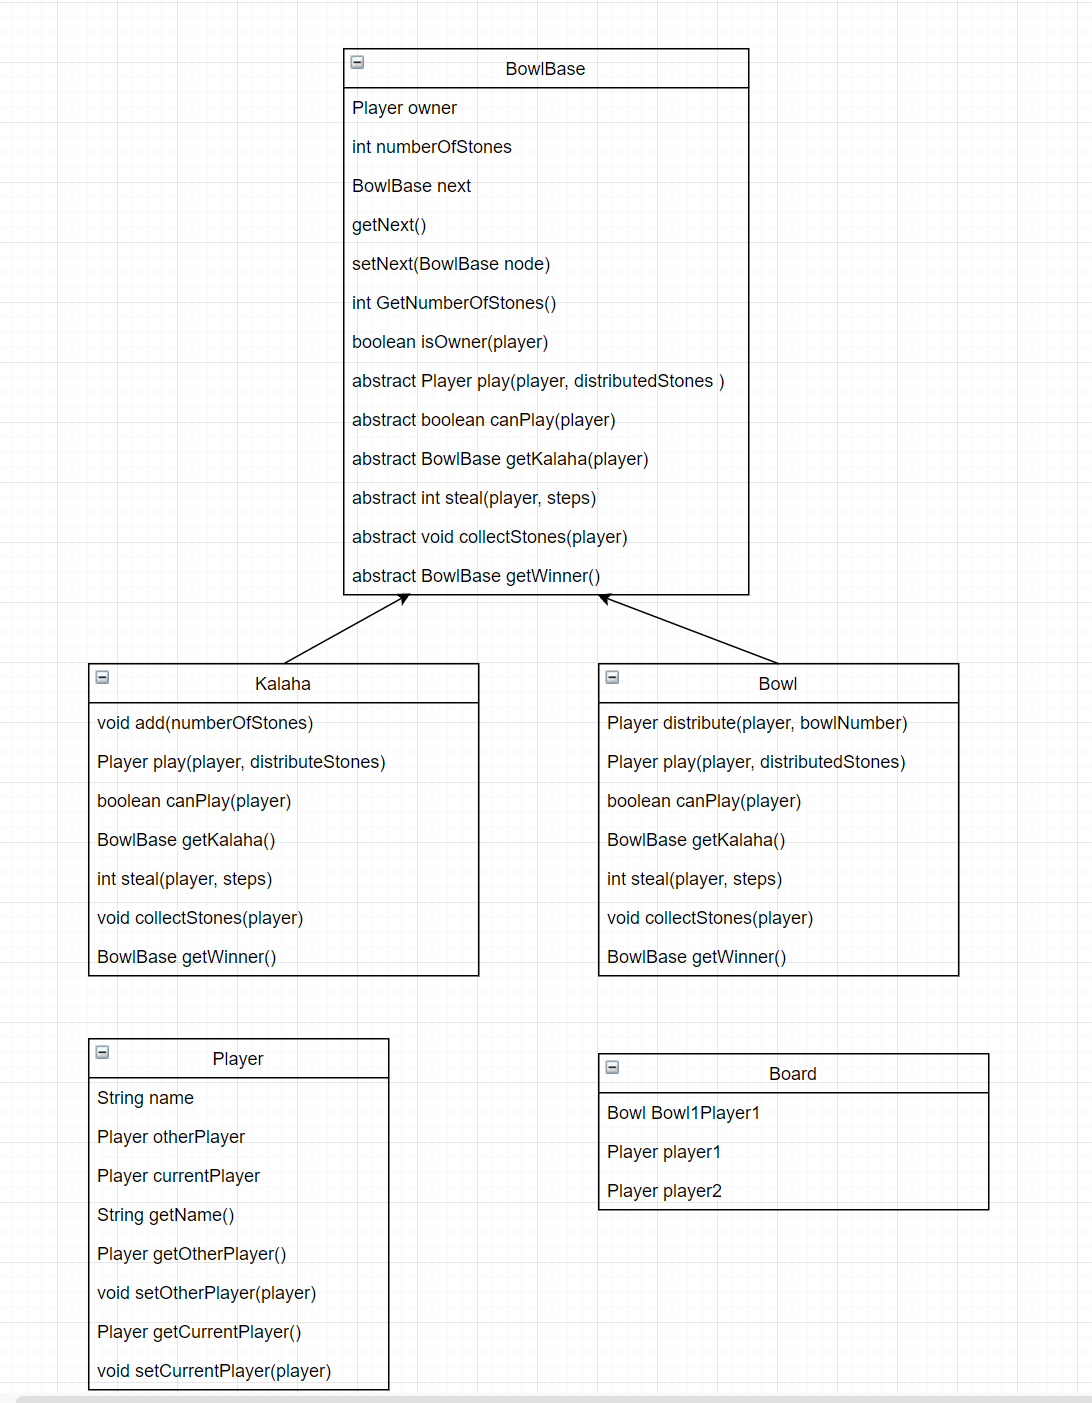 BowlBase
Player owner
int numberOfStones
BowlBase next
getNext()
setNext(BowlBase node)
int GetNumberOfStones()
boolean isOwner(player)
abstract Player play(player, distributedStones )
abstract boolean canPlay(player)
abstract BowlBase getKalaha(player)
abstract int steal(player, steps)
abstract void collectStones(player)
abstract BowlBase getWinner()
Kalaha
void add(numberOfStones)
Player play(player, distributeStones)
boolean canPlay(player)
BowlBase getKalaha()
int steal(player, steps)
void collectStones(player)
BowlBase getWinner()
Bowl
Player distribute(player, bowlNumber)
Player play(player, distributedStones)
boolean canPlay(player)
BowlBase getKalaha()
int steal(player, steps)
void collectStones(player)
BowlBase getWinner()
Player
String name
Player otherPlayer
Player currentPlayer
String getName()
Player getOtherPlayer()
void setOtherPlayer(player)
Player getCurrentPlayer()
void setCurrentPlayer(player)
Board
Bowl Bowl1Player1
Player player1
Player player2